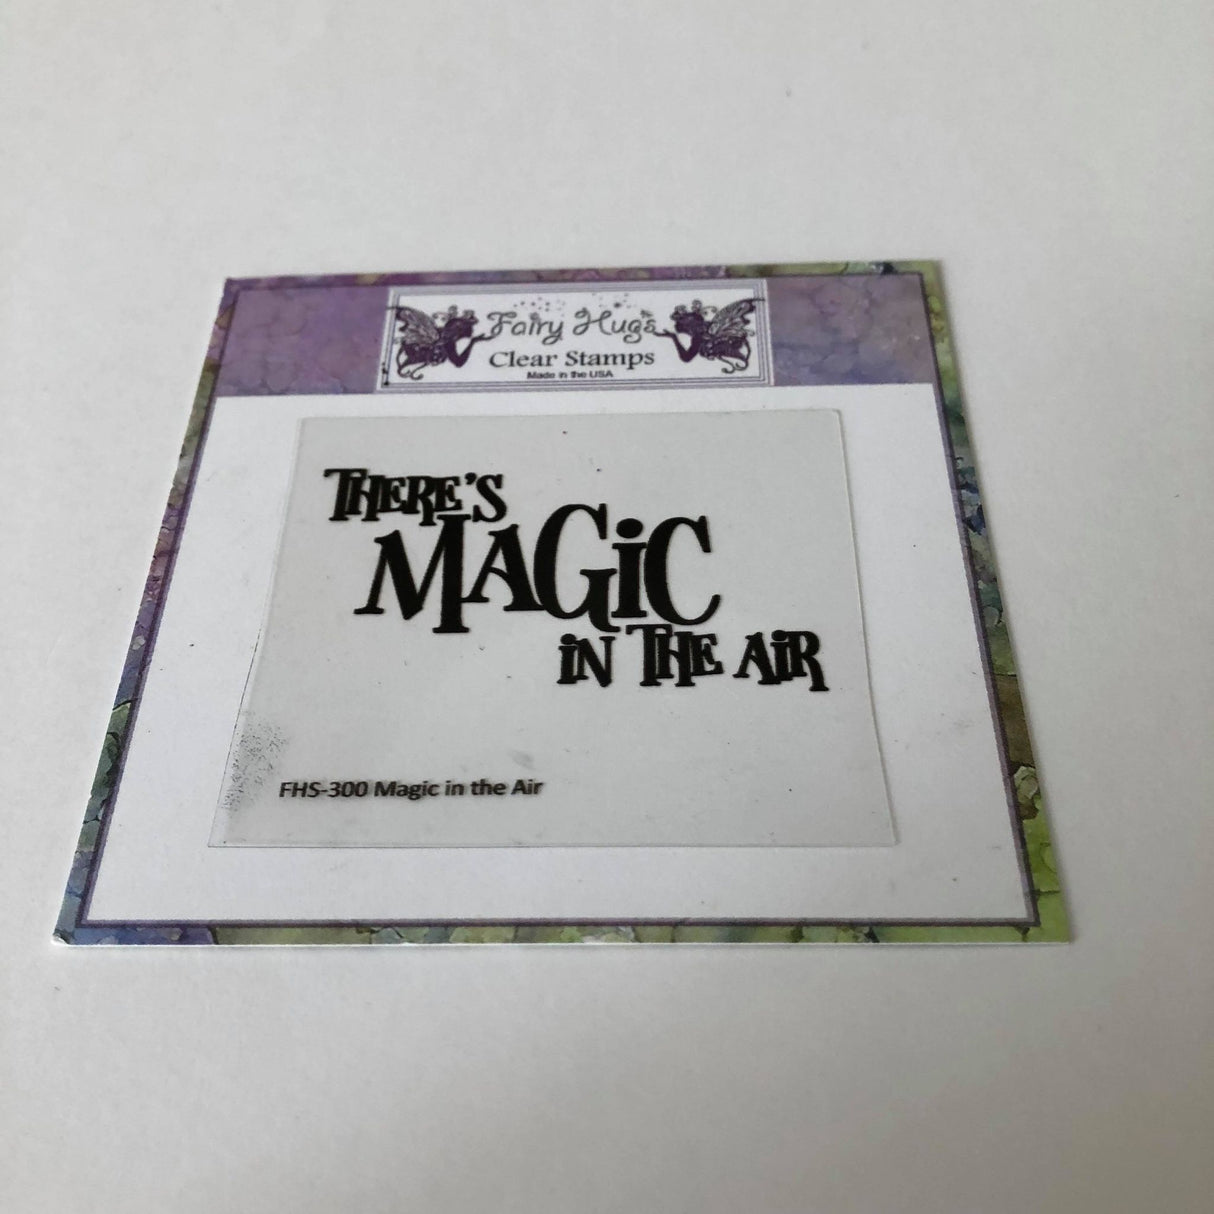 Fairy Hugs
Clear Stamps
Made in the USA
THERE'S
MAGiC
iN THE AiR
FHS-300 Magic in the Air